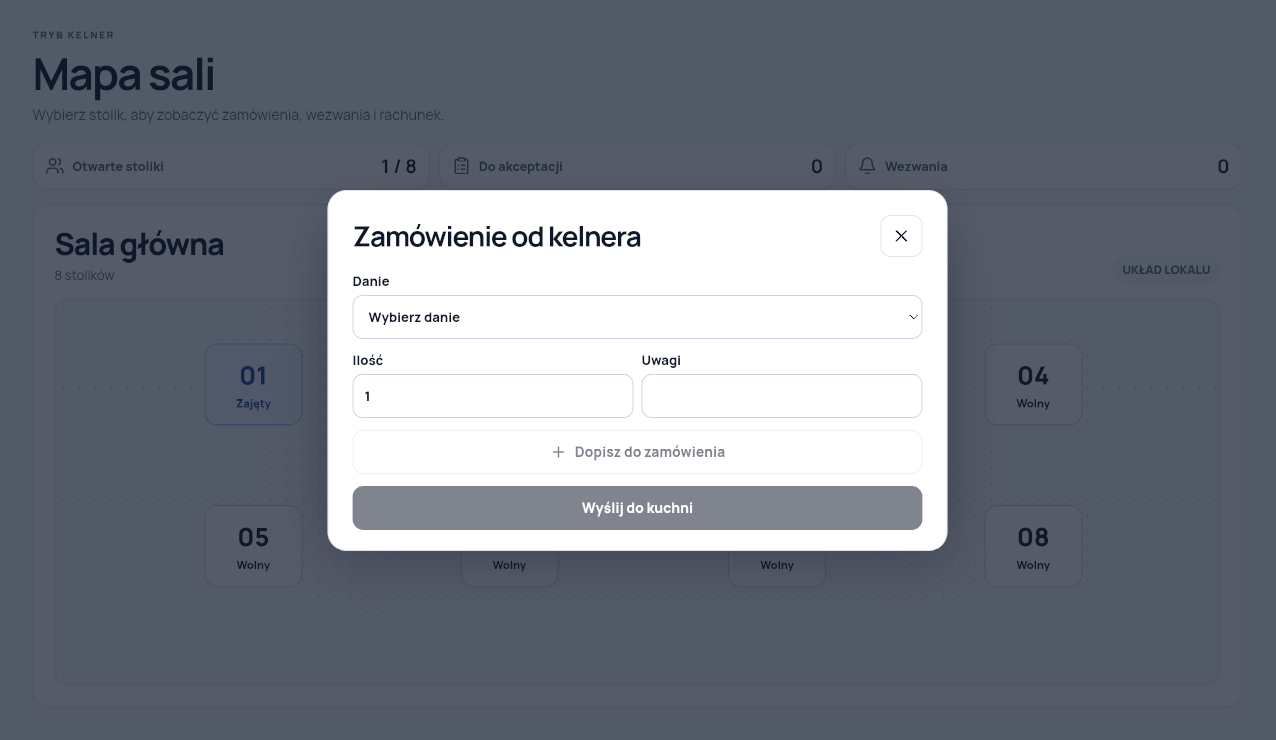 TRYB KELNER
Mapa sali
Wybierz stolik, aby zobaczyć zamówienia, wezwania i rachunek.
Otwarte stoliki 1 / 8
Do akceptacji 0
Wezwania 0
Sala główna
8 stolików
UKŁAD LOKALU
Zamówienie od kelnera
Danie
Wybierz danie
Ilość Uwagi
1
+ Dopisz do zamówienia
Wyślij do kuchni
01
Zajęty
04
Wolny
05
Wolny
Wolny
Wolny
08
Wolny